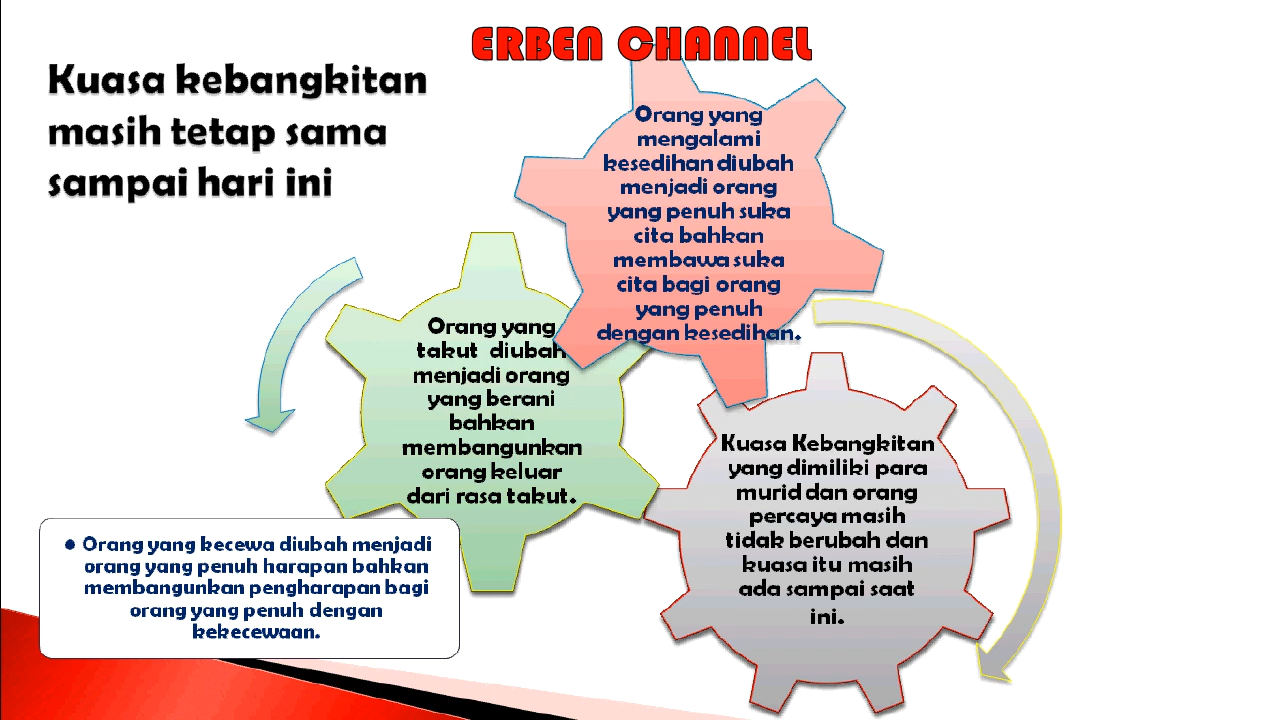 ERBEN CHANNEL
Kuasa kebangkitan
masih tetap sama
sampai hari ini
Orang yang
mengalami
kesedihan diubah
menjadi orang
yang penuh suka
cita bahkan
membawa suka
cita bagi orang
yang penuh
dengan kesedihan.
Orang yang
takut diubah
menjadi orang
yang berani
bahkan
membangunkan
orang keluar
dari rasa takut.
Kuasa Kebangkitan
yang dimiliki para
murid dan orang
percaya masih
tidak berubah dan
kuasa itu masih
ada sampai saat
ini.
• Orang yang kecewa diubah menjadi
orang yang penuh harapan bahkan
membangunkan pengharapan bagi
orang yang penuh dengan
kekecewaan.